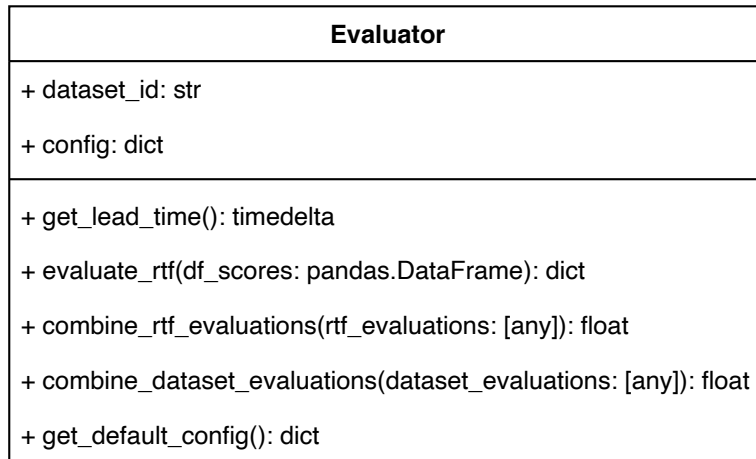 Evaluator
+ dataset_id: str
+ config: dict
+ get_lead_time(): timedelta
+ evaluate_rtf(df_scores: pandas.DataFrame): dict
+ combine_rtf_evaluations(rtf_evaluations: [any]): float
+ combine_dataset_evaluations(dataset_evaluations: [any]): float
+ get_default_config(): dict